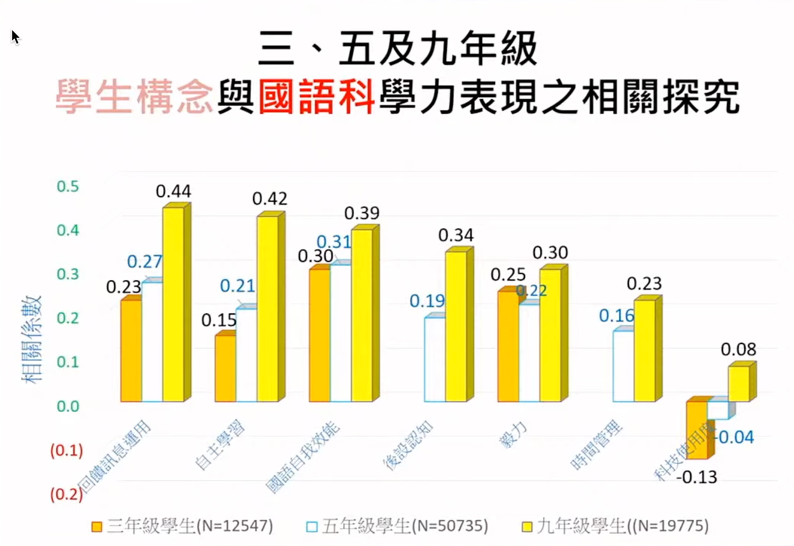 三、五及九年級
學生構念與國語科學力表現之相關探究
相關係數
0.5
0.4
0.3
0.2
0.1
0.0
(0.1)
(0.2)
0.23
0.27
0.44
0.15
0.21
0.42
0.30
0.31
0.39
0.19
0.34
0.25
0.22
0.30
0.16
0.23
-0.13
-0.04
0.08
回饋訊息運用
自主學習
國語自我效能
後設認知
毅力
時間管理
科技使用度
三年級學生(N=12547)
五年級學生(N=50735)
九年級學生((N=19775)